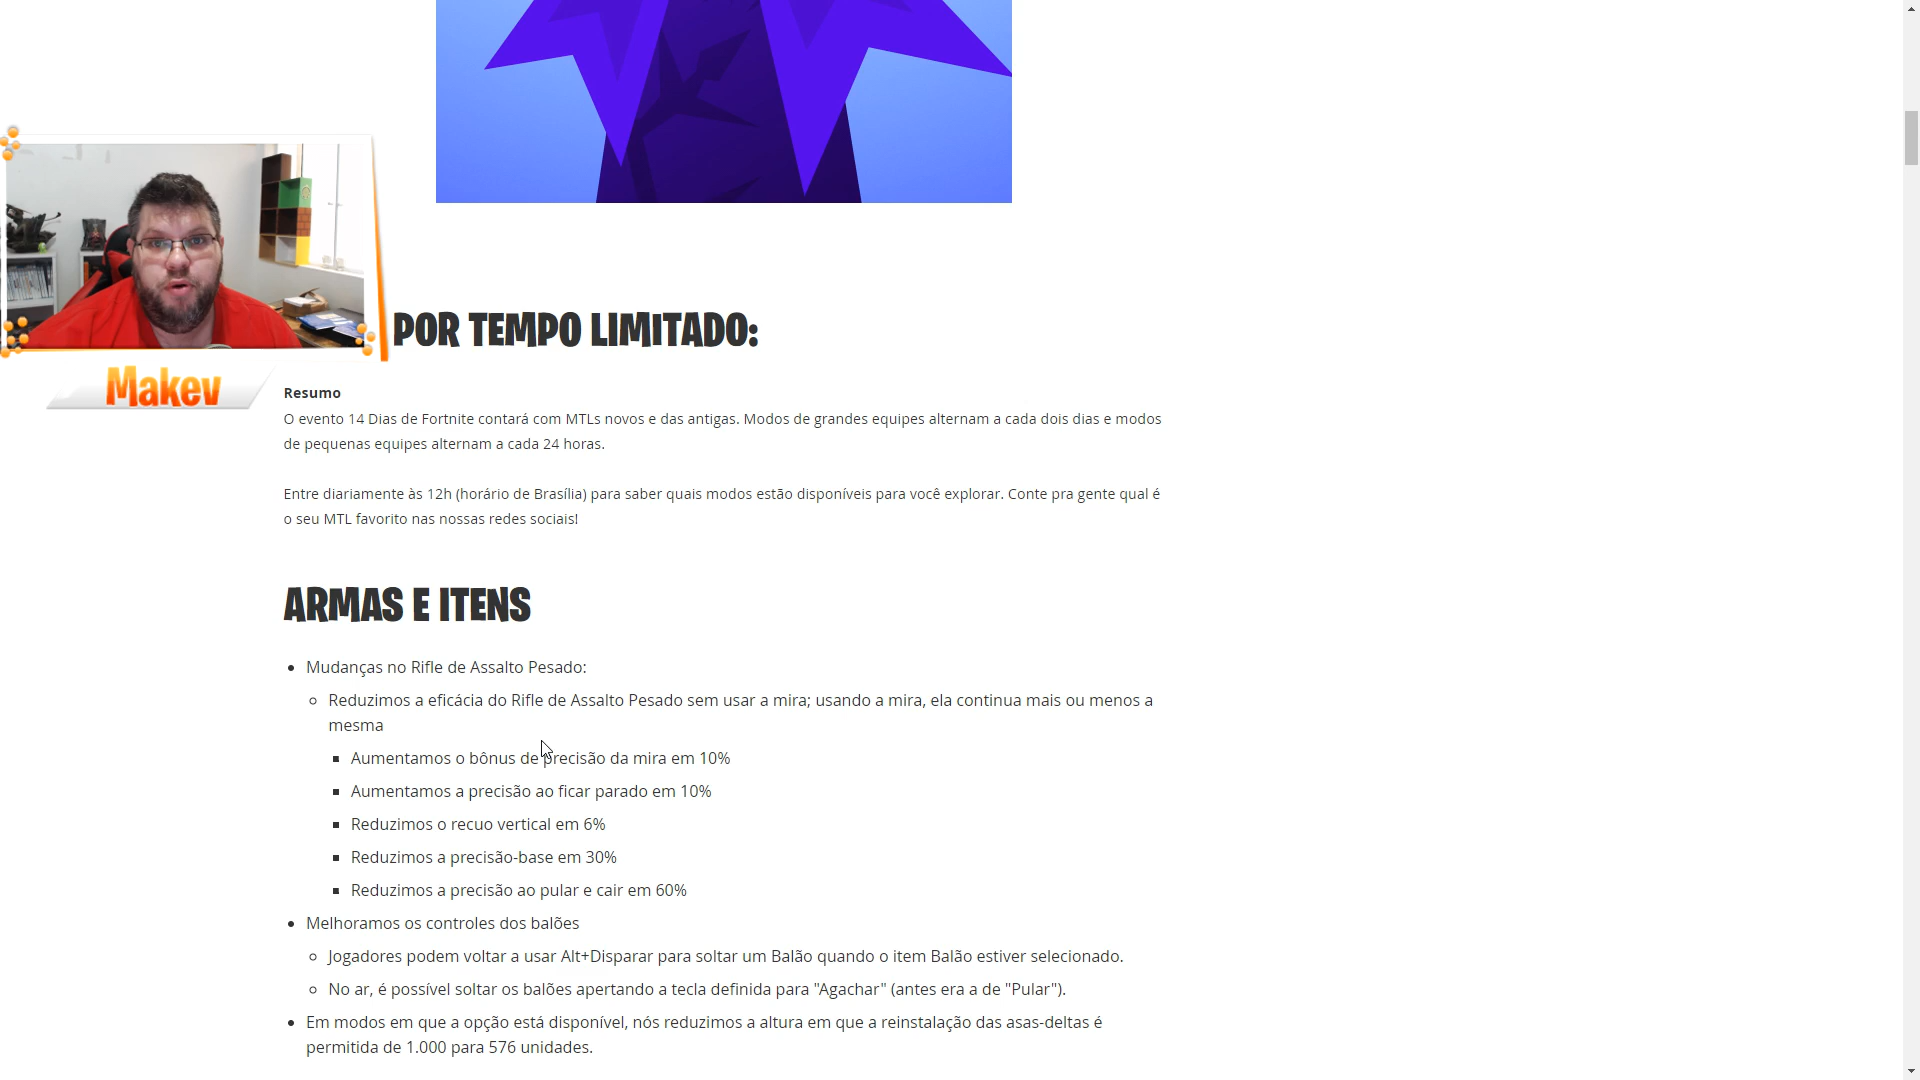 POR TEMPO LIMITADO:
Makev
Resumo
O evento 14 Dias de Fortnite contará com MTLs novos e das antigas. Modos de grandes equipes alternam a cada dois dias e modos
de pequenas equipes alternam a cada 24 horas.
Entre diariamente às 12h (horário de Brasília) para saber quais modos estão disponíveis para você explorar. Conte pra gente qual é
o seu MTL favorito nas nossas redes sociais!
ARMAS E ITENS
Mudanças no Rifle de Assalto Pesado:
Reduzimos a eficácia do Rifle de Assalto Pesado sem usar a mira; usando a mira, ela continua mais ou menos a
mesma
Aumentamos o bônus de precisão da mira em 10%
Aumentamos a precisão ao ficar parado em 10%
Reduzimos o recuo vertical em 6%
Reduzimos a precisão-base em 30%
Reduzimos a precisão ao pular e cair em 60%
Melhoramos os controles dos balões
Jogadores podem voltar a usar Alt+Disparar para soltar um Balão quando o item Balão estiver selecionado.
No ar, é possível soltar os balões apertando a tecla definida para "Agachar" (antes era a de "Pular").
Em modos em que a opção está disponível, nós reduzimos a altura em que a reinstalação das asas-deltas é
permitida de 1.000 para 576 unidades.